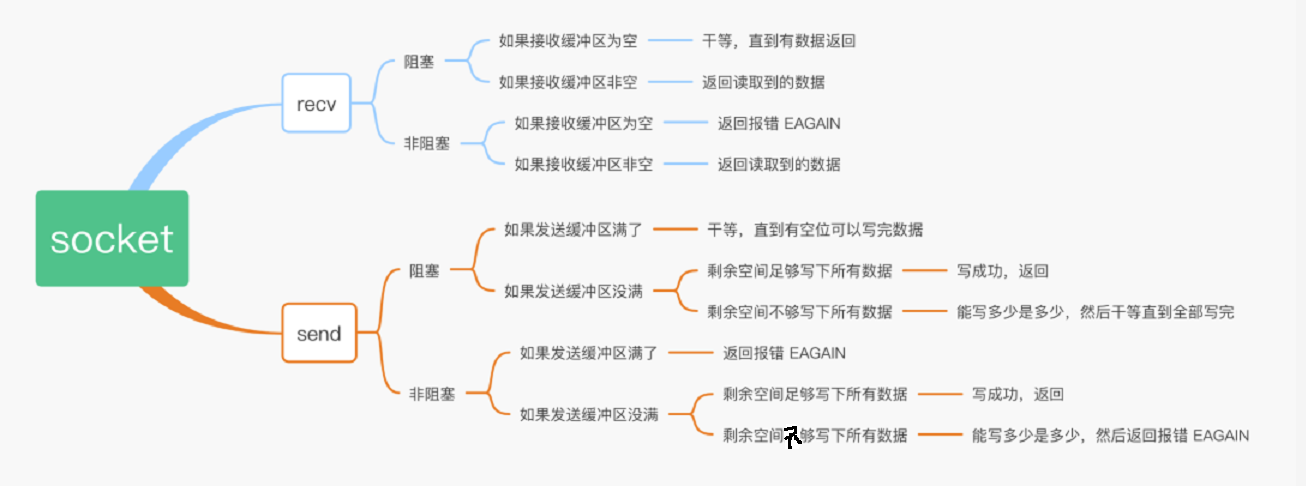 socket
recv
阻塞
如果接收缓冲区为空
干等，直到有数据返回
如果接收缓冲区非空
返回读取到的数据
非阻塞
如果接收缓冲区为空
返回报错 EAGAIN
如果接收缓冲区非空
返回读取到的数据
send
阻塞
如果发送缓冲区满了
干等，直到有空位可以写完数据
如果发送缓冲区没满
剩余空间足够写下所有数据
写成功，返回
剩余空间不够写下所有数据
能写多少是多少，然后干等直到全部写完
非阻塞
如果发送缓冲区满了
返回报错 EAGAIN
如果发送缓冲区没满
剩余空间足够写下所有数据
写成功，返回
剩余空间不够写下所有数据
能写多少是多少，然后返回报错 EAGAIN